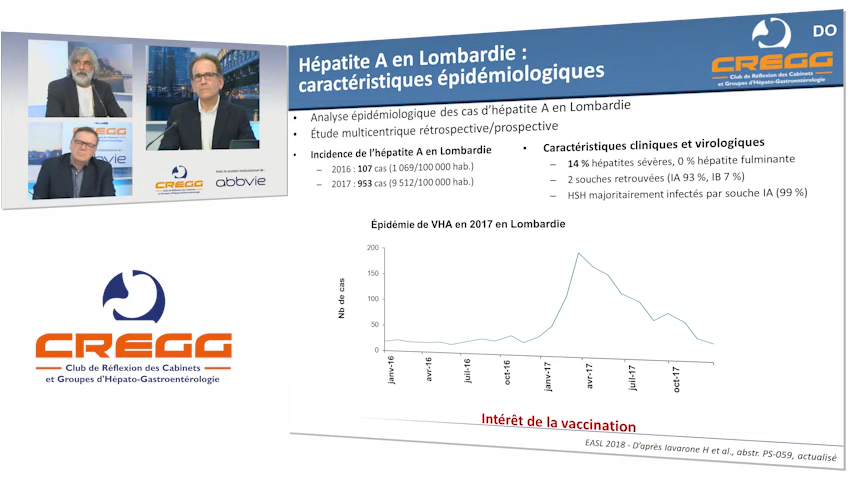 CREGG
abbvie
CREGG
abbvie
CREGG
Club de Réflexion des Cabinets
et Groupes d'Hépato-Gastroentérologie
Hépatite A en Lombardie :
caractéristiques épidémiologiques
DO
CREGG
Club de Réflexion des Cabinets
et Groupes d'Hépato-Gastroentérologie
• Analyse épidémiologique des cas d'hépatite A en Lombardie
• Étude multicentrique rétrospective/prospective
• Incidence de l'hépatite A en Lombardie
– 2016 : 107 cas (1 069/100 000 hab.)
– 2017 : 953 cas (9 512/100 000 hab.)
• Caractéristiques cliniques et virologiques
– 14 % hépatites sévères, 0 % hépatite fulminante
– 2 souches retrouvées (IA 93 %, IB 7 %)
– HSH majoritairement infectés par souche IA (99 %)
Épidémie de VHA en 2017 en Lombardie
Nb de cas
200
150
100
50
0
janv-16
avr-16
juil-16
oct-16
janv-17
avr-17
juil-17
oct-17
Intérêt de la vaccination
EASL 2018 - D'après Iavarone H et al., abstr. PS-059, actualisé